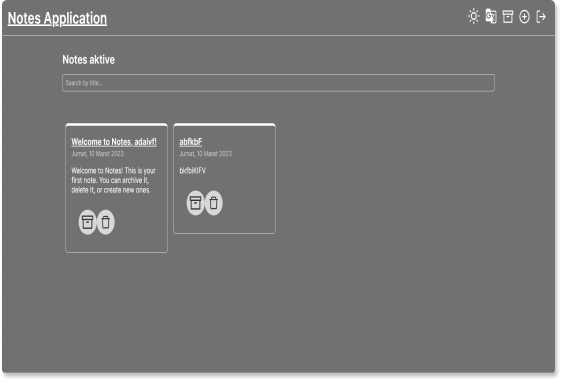 Notes Application
Notes aktive
Search by title...
Welcome to Notes, adaivf!
Jumat, 10 Maret 2023
Welcome to Notes! This is your
first note. You can archive it,
delete it, or create new ones.
abfkbF
Jumat, 10 Maret 2023